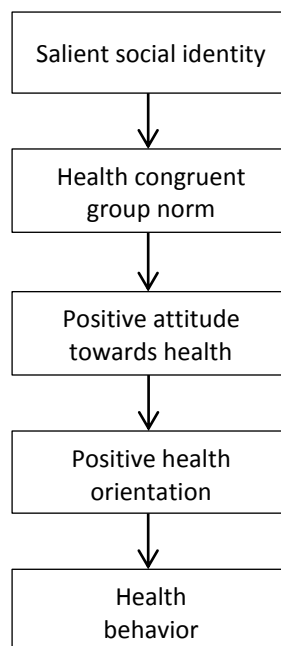 Salient social identity
Health congruent
group norm
Positive attitude
towards health
Positive health
orientation
Health
behavior